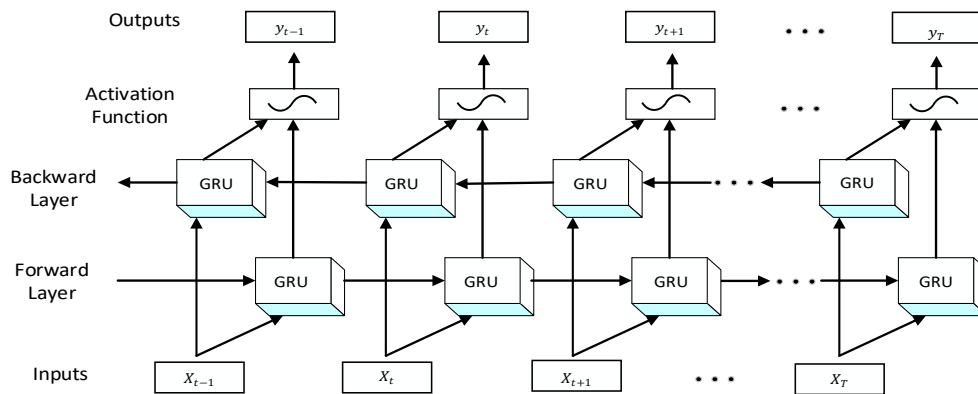 Outputs
y_{t−1} y_t y_{t+1} ... y_T
Activation
Function
Backward
Layer
GRU GRU GRU ... GRU
Forward
Layer
GRU GRU GRU ... GRU
Inputs
X_{t−1} X_t X_{t+1} ... X_T